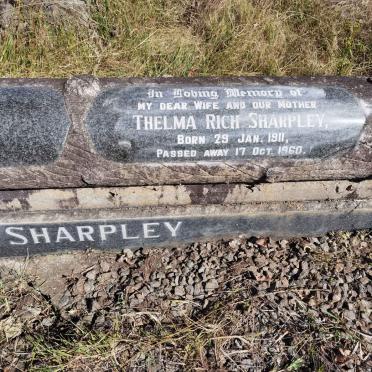 In Loving Memory of
MY DEAR WIFE AND OUR MOTHER
THELMA RICH SHARPLEY,
BORN 29 JAN. 1911,
PASSED AWAY 17 OCT. 1960.
SHARPLEY